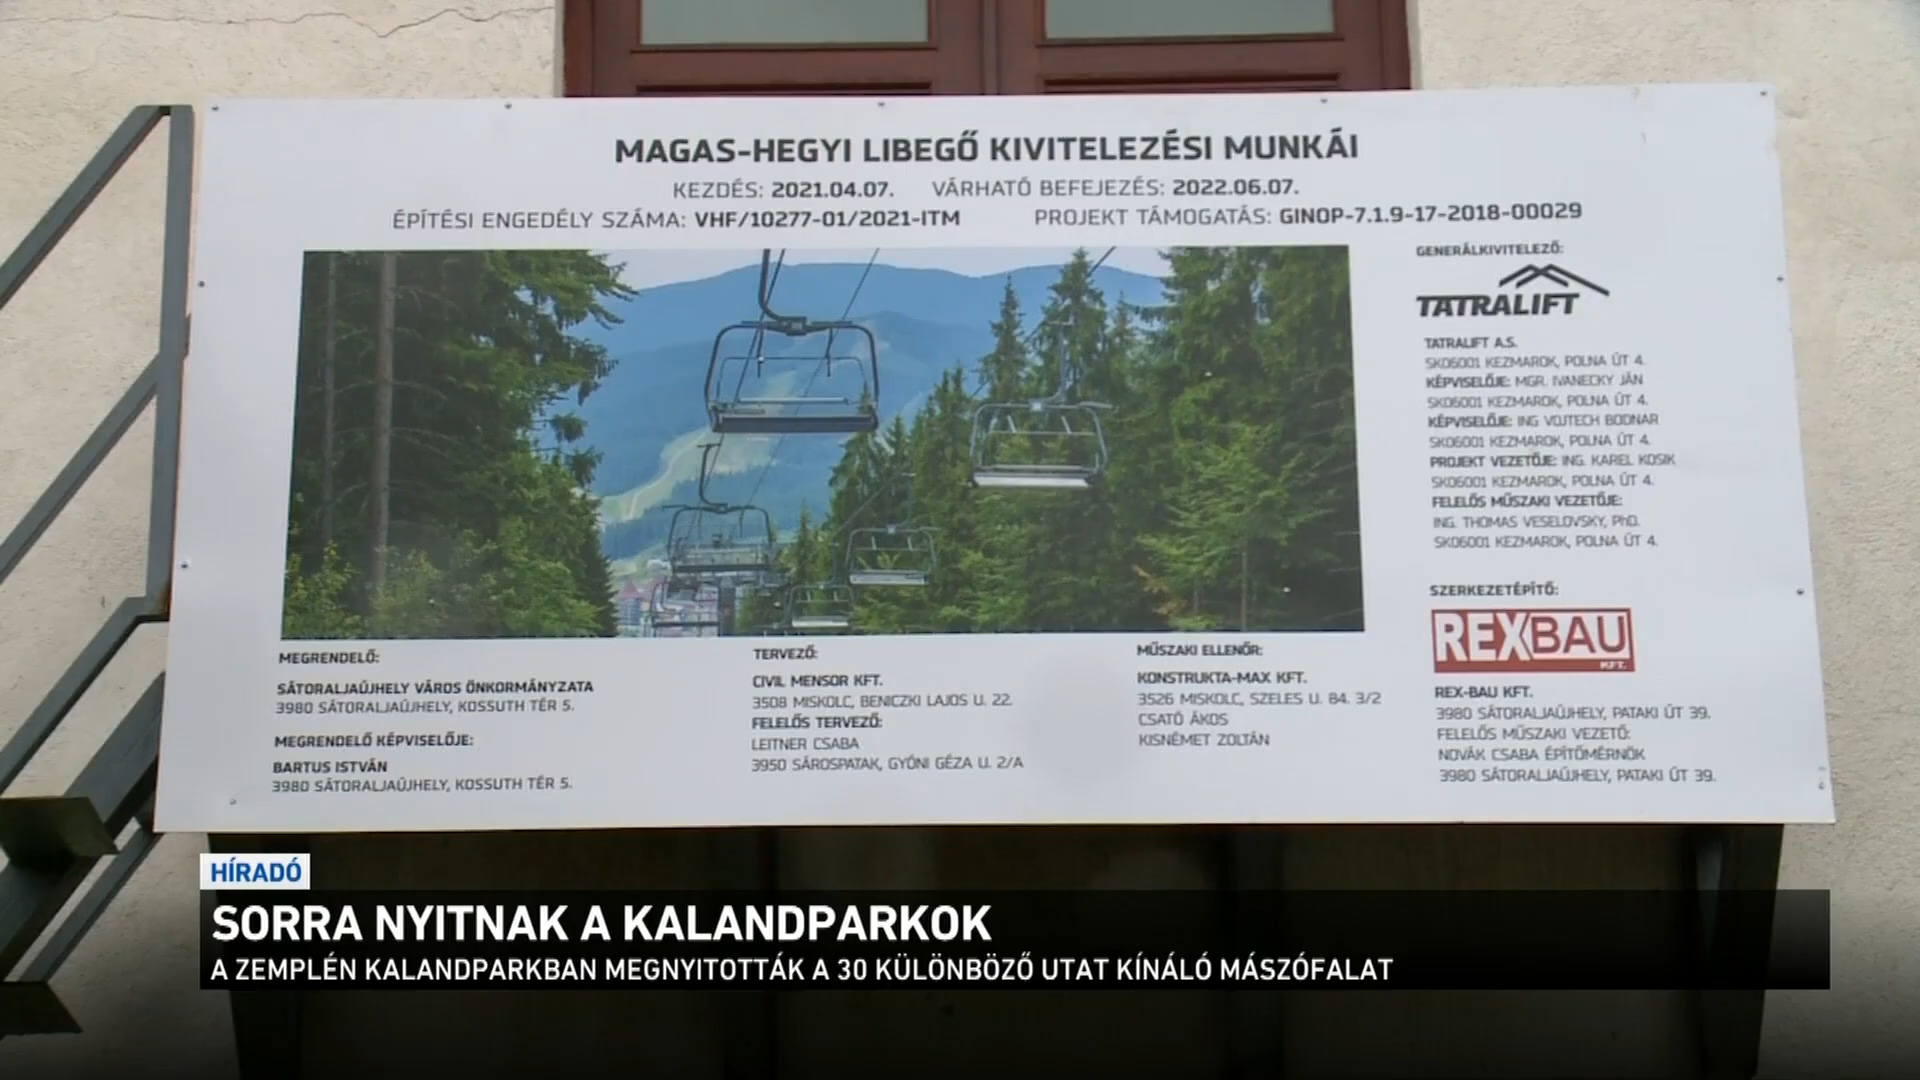 MAGAS-HEGYI LIBEGŐ KIVITELEZÉSI MUNKÁI
KEZDÉS: 2021.04.07. VÁRHATÓ BEFEJEZÉS: 2022.06.07.
ÉPÍTÉSI ENGEDÉLY SZÁMA: VHF/10277-01/2021-ITM PROJEKT TÁMOGATÁS: GINOP-7.1.9-17-2018-00029
GENERÁLKIVITELEZŐ:
TATRALIFT
TATRALIFT A.S.
SK06001 KEZMAROK, POLNA ÚT 4.
KÉPVISELŐJE: MGR. IVANECKY JÁN
SK06001 KEZMAROK, POLNA ÚT 4.
KÉPVISELŐJE: ING VOJTECH BODNAR
SK06001 KEZMAROK, POLNA ÚT 4.
PROJEKT VEZETŐJE: ING. KAREL KOSIK
SK06001 KEZMAROK, POLNA ÚT 4.
FELELŐS MŰSZAKI VEZETŐJE:
ING. THOMAS VESELOVSKY, PhD.
SK06001 KEZMAROK, POLNA ÚT 4.
SZERKEZETÉPÍTŐ:
REXBAU
KFT.
REX-BAU KFT.
3980 SÁTORALJAÚJHELY, PATAKI ÚT 39.
FELELŐS MŰSZAKI VEZETŐ:
NOVÁK CSABA ÉPÍTŐMÉRNÖK
3980 SÁTORALJAÚJHELY, PATAKI ÚT 39.
MEGRENDELŐ:
SÁTORALJAÚJHELY VÁROS ÖNKORMÁNYZATA
3980 SÁTORALJAÚJHELY, KOSSUTH TÉR 5.
MEGRENDELŐ KÉPVISELŐJE:
BARTUS ISTVÁN
3980 SÁTORALJAÚJHELY, KOSSUTH TÉR 5.
TERVEZŐ:
CIVIL MENSOR KFT.
3508 MISKOLC, BENICZKI LAJOS U. 22.
FELELŐS TERVEZŐ:
LEITNER CSABA
3950 SÁROSPATAK, GYÓNI GÉZA U. 2/A
MŰSZAKI ELLENŐR:
KONSTRUKTA-MAX KFT.
3526 MISKOLC, SZELES U. 84. 3/2
CSATÓ ÁKOS
KISNÉMET ZOLTÁN
HÍRADÓ
SORRA NYITNAK A KALANDPARKOK
A ZEMPLÉN KALANDPARKBAN MEGNYITOTTÁK A 30 KÜLÖNBÖZŐ UTAT KÍNÁLÓ MÁSZÓFALAT